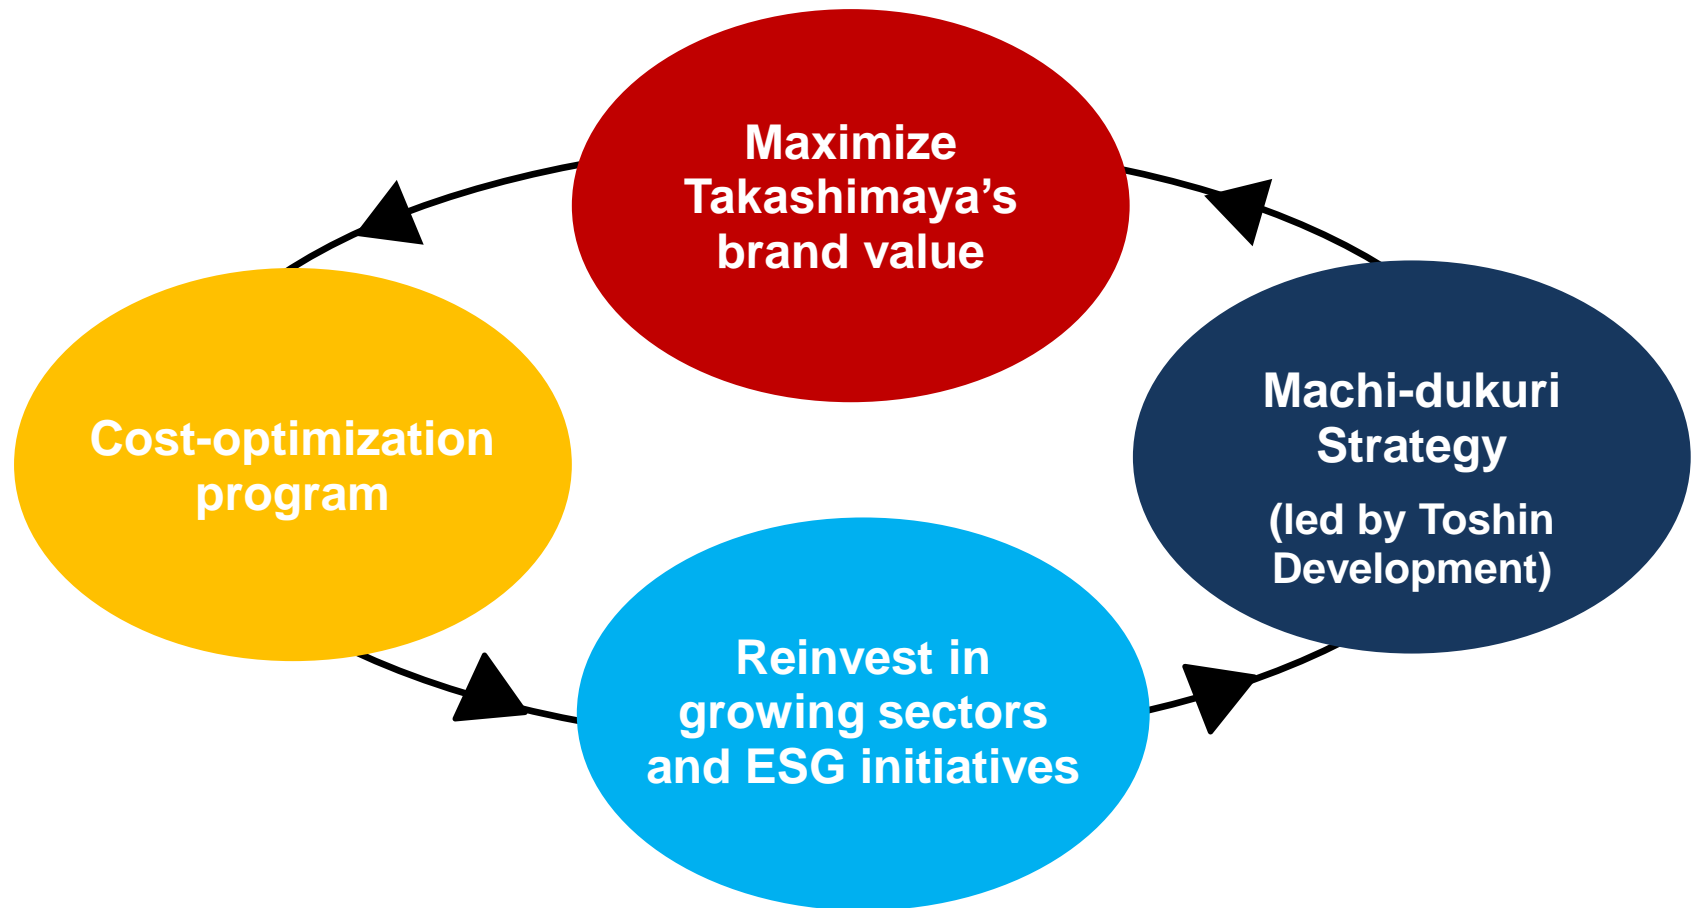 Maximize
Takashimaya’s
brand value
Cost-optimization
program
Machi-dukuri
Strategy
(led by Toshin
Development)
Reinvest in
growing sectors
and ESG initiatives